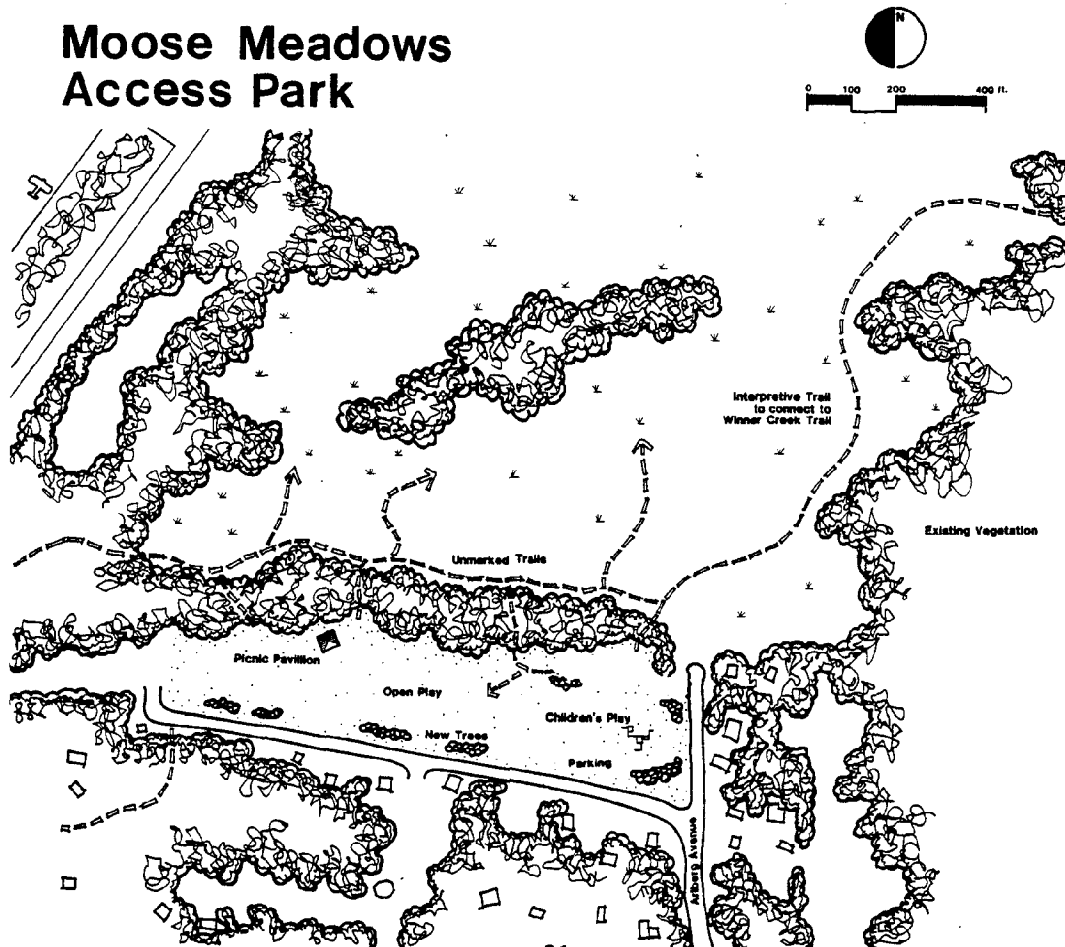 Moose Meadows
Access Park
N
0 100 200 400 ft.
Interpretive Trail
to connect to
Winner Creek Trail
Existing Vegetation
Unmarked Trails
Picnic Pavillion
Open Play
Children's Play
New Trees
Parking
Arlberg Avenue